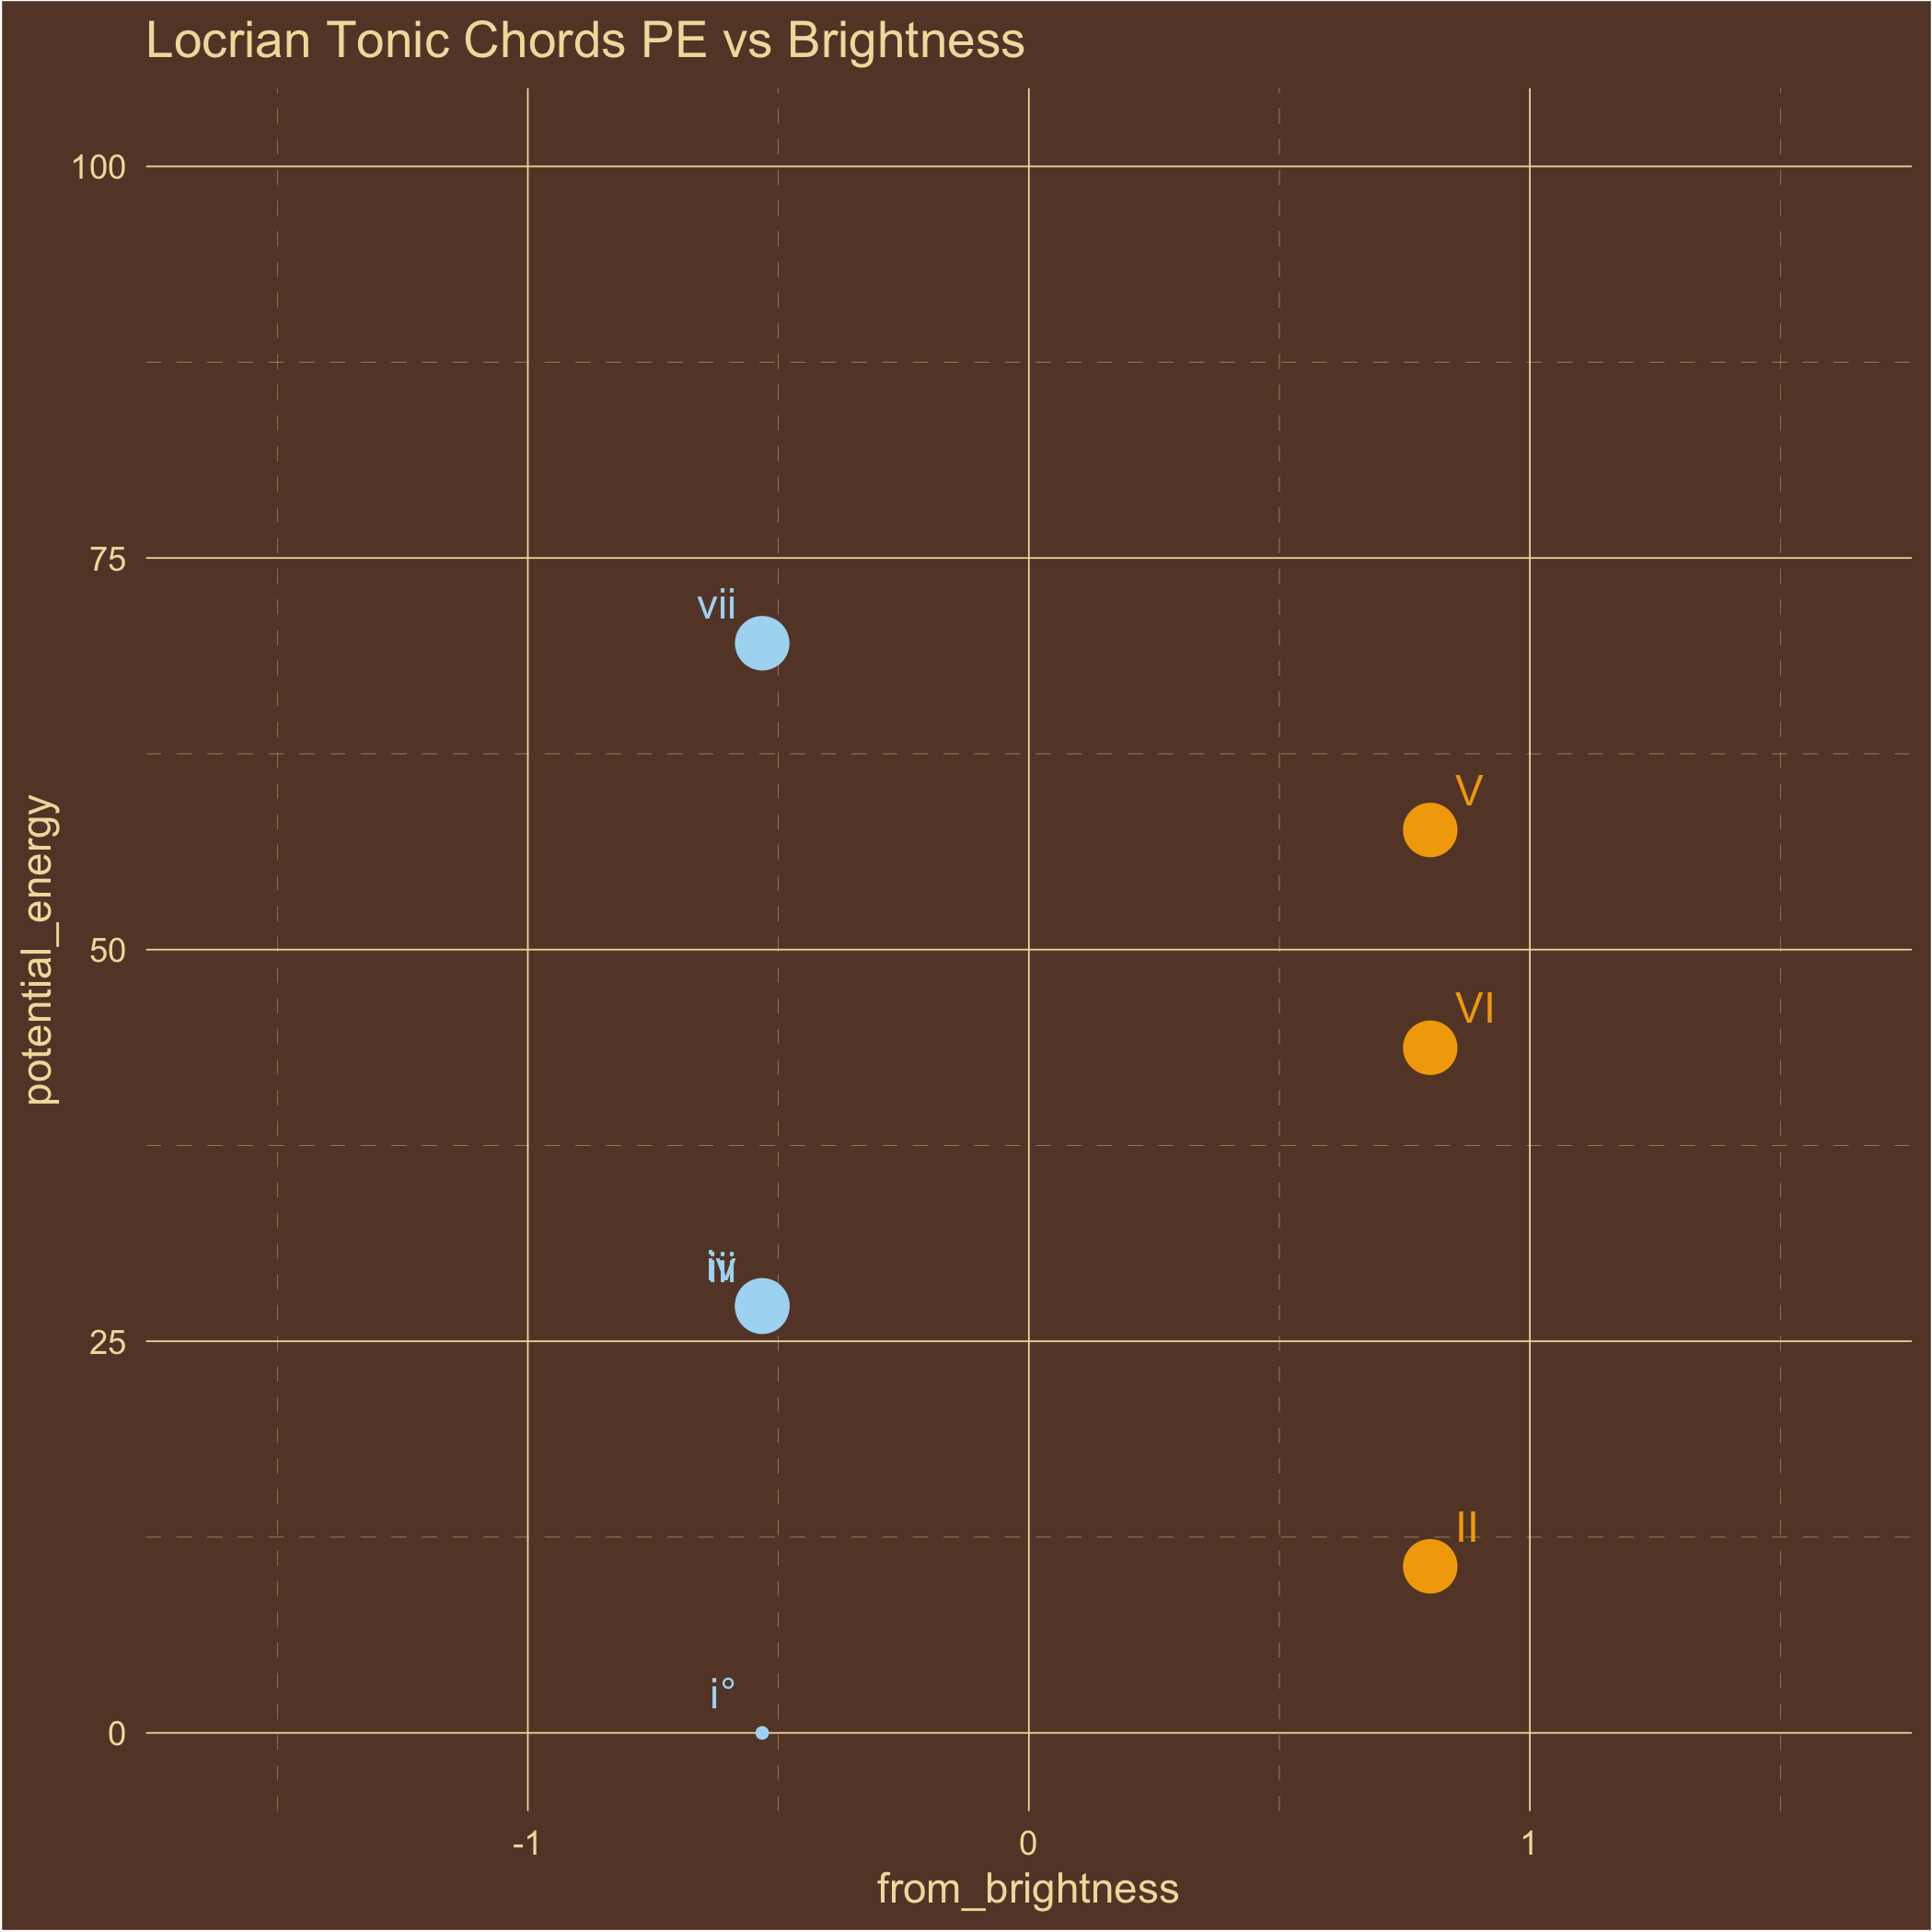 Locrian Tonic Chords PE vs Brightness
100
75
vii
V
potential_energy
50
VI
25
II
i°
0
-1 0 1
from_brightness